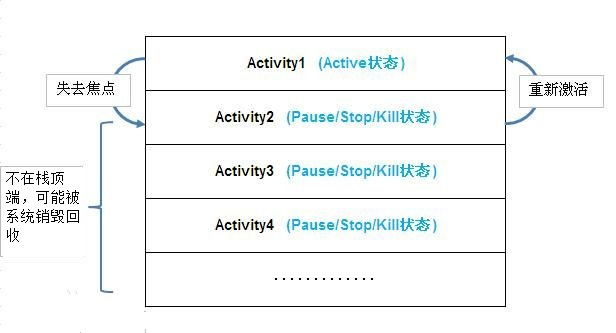 Activity1 (Active状态)
失去焦点
重新激活
Activity2 (Pause/Stop/Kill状态)
Activity3 (Pause/Stop/Kill状态)
不在栈顶
端，可能被
系统销毁回
收
Activity4 (Pause/Stop/Kill状态)
.............